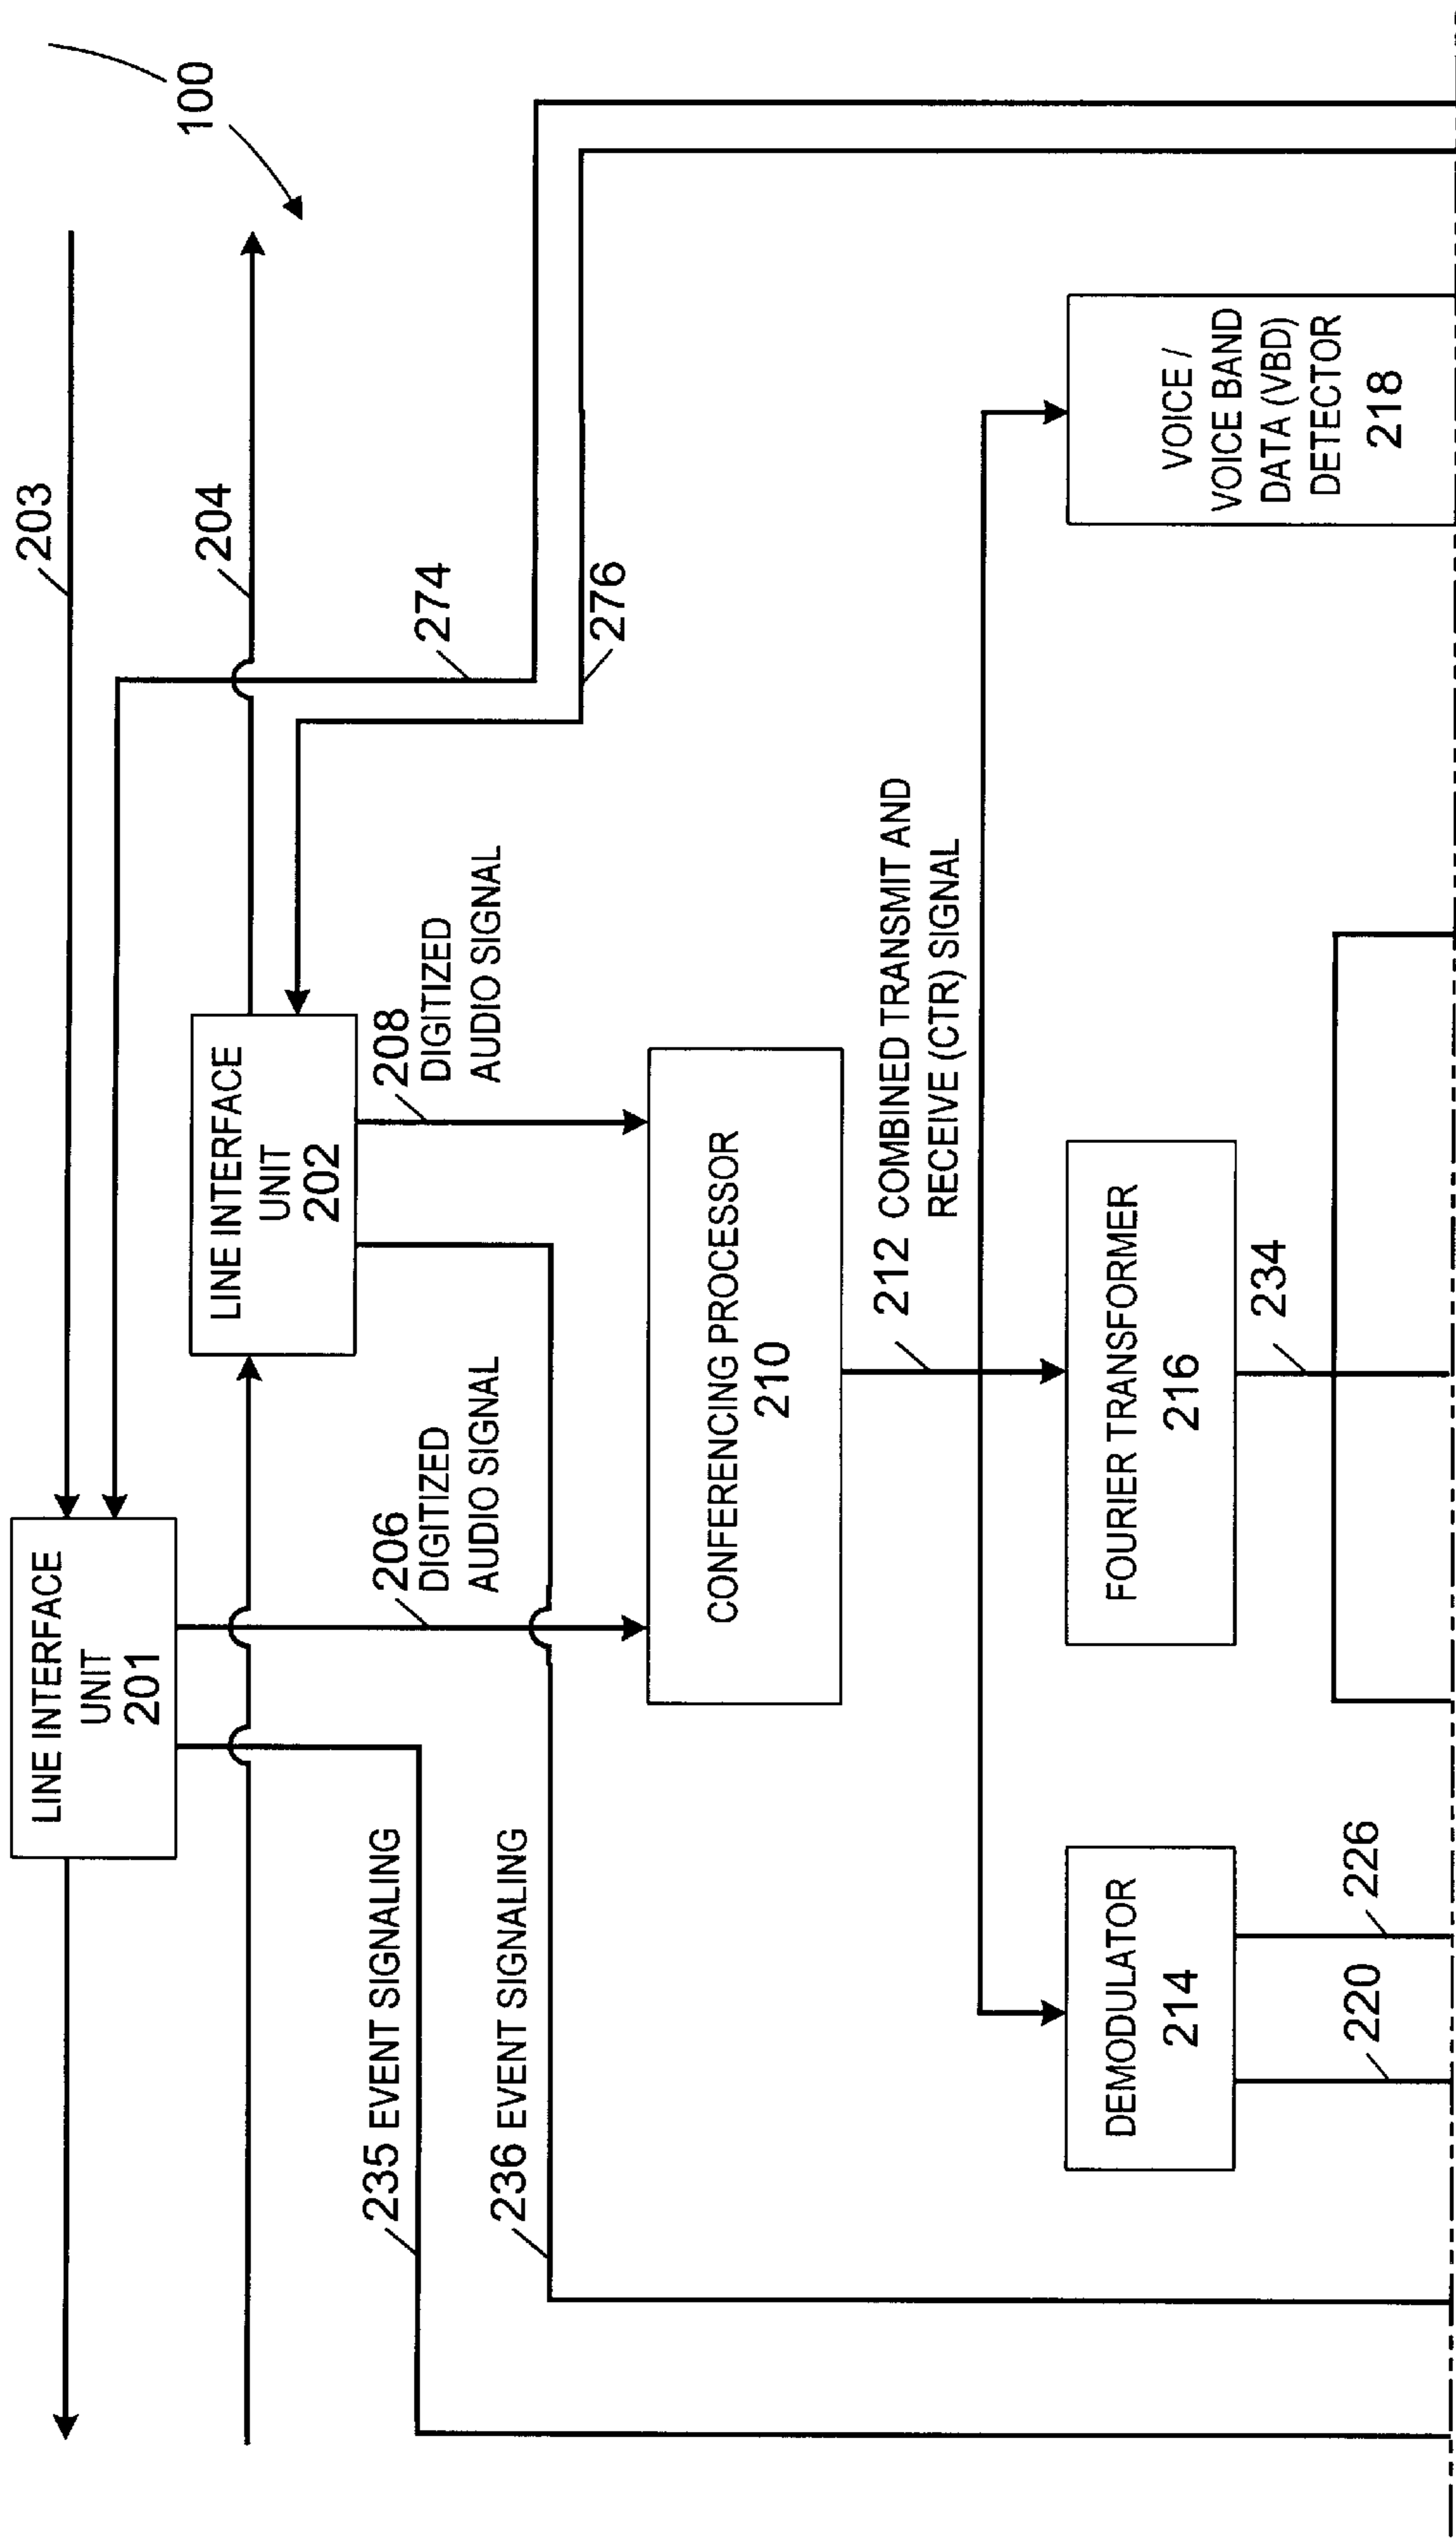 100
203
204
274
276
LINE INTERFACE
UNIT
201
LINE INTERFACE
UNIT
202
235 EVENT SIGNALING
236 EVENT SIGNALING
206
DIGITIZED
AUDIO SIGNAL
208
DIGITIZED
AUDIO SIGNAL
CONFERENCING PROCESSOR
210
212 COMBINED TRANSMIT AND
RECEIVE (CTR) SIGNAL
DEMODULATOR
214
FOURIER TRANSFORMER
216
VOICE /
VOICE BAND
DATA (VBD)
DETECTOR
218
220
226
234